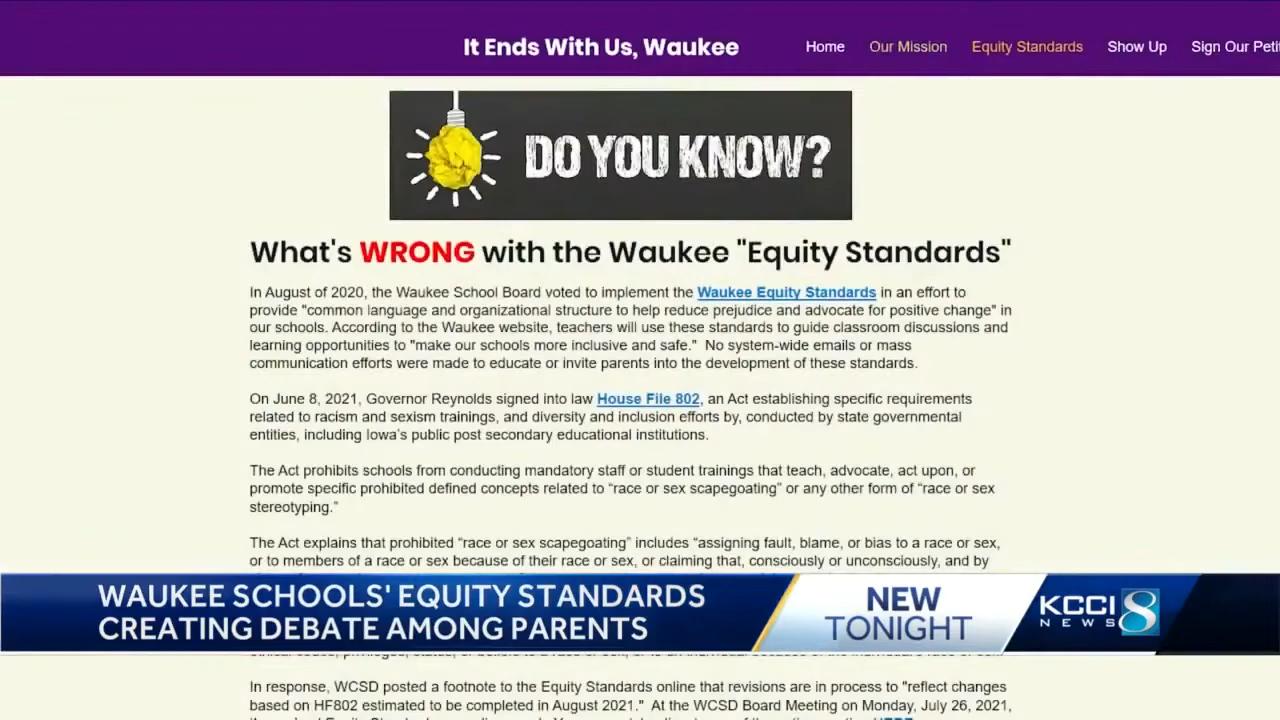 It Ends With Us, Waukee
Home Our Mission Equity Standards Show Up Sign Our
DO YOU KNOW?
What's WRONG with the Waukee "Equity Standards"
In August of 2020, the Waukee School Board voted to implement the Waukee Equity Standards in an effort to
provide "common language and organizational structure to help reduce prejudice and advocate for positive change" in
our schools. According to the Waukee website, teachers will use these standards to guide classroom discussions and
learning opportunities to "make our schools more inclusive and safe."  No system-wide emails or mass
communication efforts were made to educate or invite parents into the development of these standards.
On June 8, 2021, Governor Reynolds signed into law House File 802, an Act establishing specific requirements
related to racism and sexism trainings, and diversity and inclusion efforts by, conducted by state governmental
entities, including Iowa's public post secondary educational institutions.
The Act prohibits schools from conducting mandatory staff or student trainings that teach, advocate, act upon, or
promote specific prohibited defined concepts related to “race or sex scapegoating” or any other form of “race or sex
stereotyping.”
The Act explains that prohibited “race or sex scapegoating” includes “assigning fault, blame, or bias to a race or sex,
or to members of a race or sex because of their race or sex, or claiming that, consciously or unconsciously, and by
WAUKEE SCHOOLS' EQUITY STANDARDS
CREATING DEBATE AMONG PARENTS
NEW
TONIGHT
KCCI 8
NEWS
In response, WCSD posted a footnote to the Equity Standards online that revisions are in process to "reflect changes
based on HF802 estimated to be completed in August 2021."  At the WCSD Board Meeting on Monday, July 26, 2021,